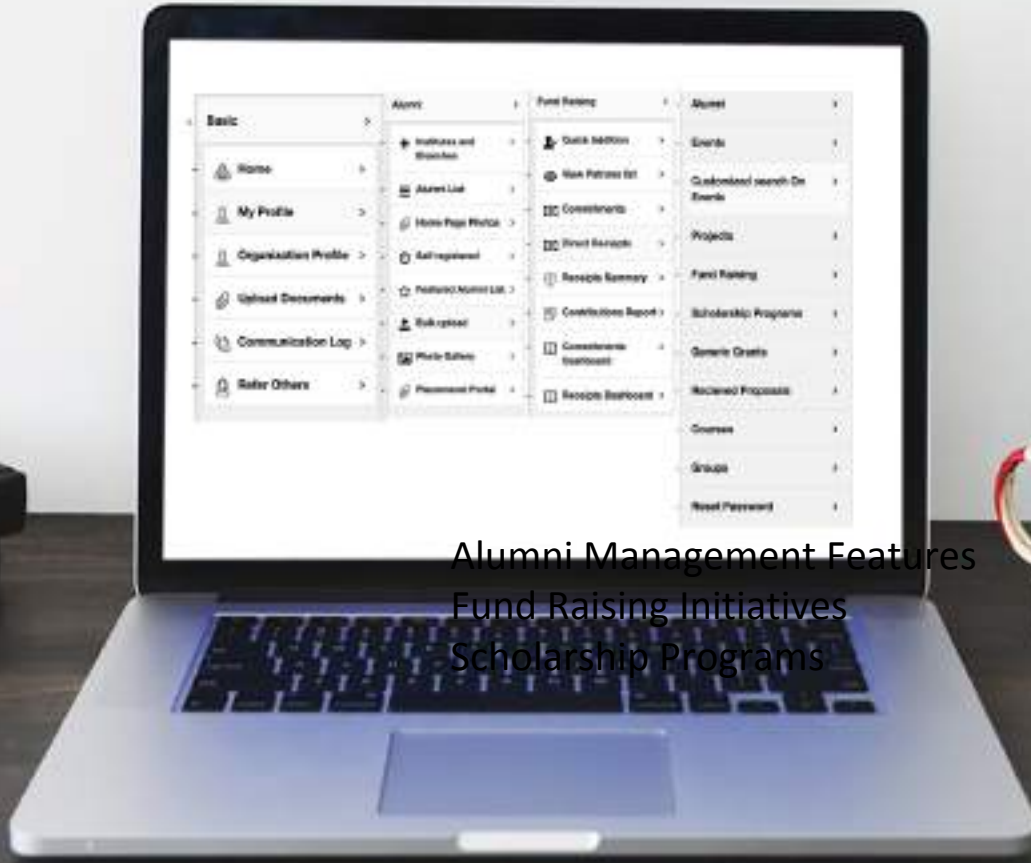 Basic
Home
My Profile
Organisation Profile
Upload Documents
Communication Log
Refer Others
Alumni
Institutes and
Branches
Alumni List
Home Page Photos
Self registered
Featured Alumni List
Bulk upload
Photo Gallery
Placement Portal
Fund Raising
Quick Addition
View Patrons list
Commitments
Direct Receipts
Receipts Summary
Contributions Report
Commitments
Dashboard
Receipts Dashboard
Alumni
Events
Customized search On
Events
Projects
Fund Raising
Scholarship Programs
Generic Grants
Recieved Proposals
Courses
Groups
Reset Password
Alumni Management Features
Fund Raising Initiatives
Scholarship Programs